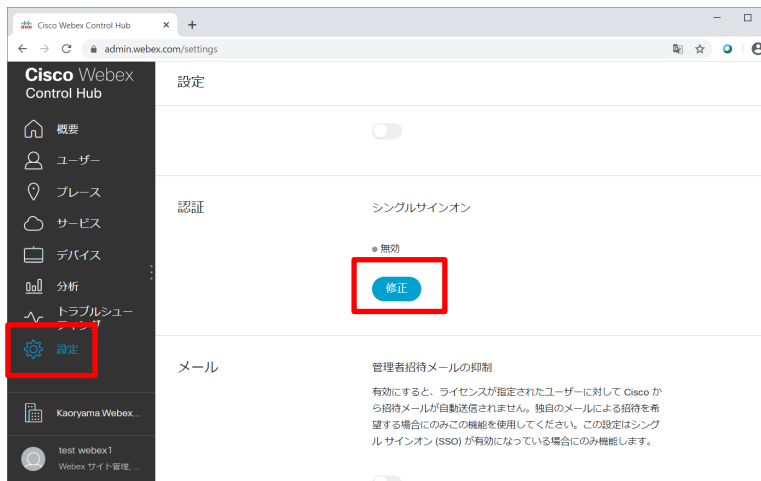 Cisco Webex Control Hub
admin.webex.com/settings
Cisco Webex
Control Hub
概要
ユーザー
プレース
サービス
デバイス
分析
トラブルシュー
ティング
設定
Kaoryama.Webex...
test webex1
Webex サイト管理, ...
設定
認証
シングルサインオン
無効
修正
メール
管理者招待メールの抑制
有効にすると、ライセンスが指定されたユーザーに対して Cisco か
ら招待メールが自動送信されません。独自のメールによる招待を希
望する場合にのみこの機能を使用してください。この設定はシング
ル サインオン (SSO) が有効になっている場合にのみ機能します。